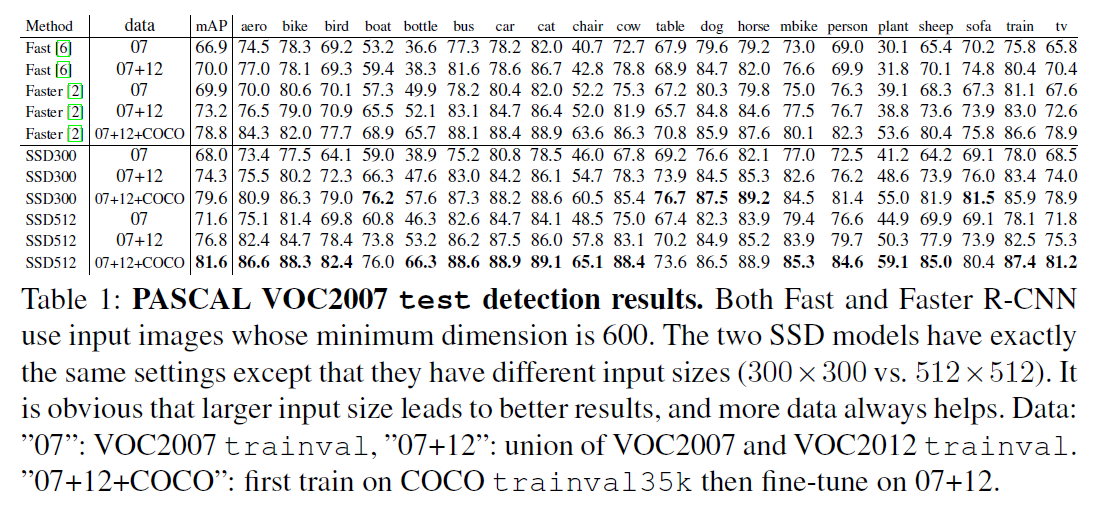 Method data mAP aero bike bird boat bottle bus car cat chair cow table dog horse mbike person plant sheep sofa train tv
Fast [6] 07 66.9 74.5 78.3 69.2 53.2 36.6 77.3 78.2 82.0 40.7 72.7 67.9 79.6 79.2 73.0 69.0 30.1 65.4 70.2 75.8 65.8
Fast [6] 07+12 70.0 77.0 78.1 69.3 59.4 38.3 81.6 78.6 86.7 42.8 78.8 68.9 84.7 82.0 76.6 69.9 31.8 70.1 74.8 80.4 70.4
Faster [2] 07 69.9 70.0 80.6 70.1 57.3 49.9 78.2 80.4 82.0 52.2 75.3 67.2 80.3 79.8 75.0 76.3 39.1 68.3 67.3 81.1 67.6
Faster [2] 07+12 73.2 76.5 79.0 70.9 65.5 52.1 83.1 84.7 86.4 52.0 81.9 65.7 84.8 84.6 77.5 76.7 38.8 73.6 73.9 83.0 72.6
Faster [2] 07+12+COCO 78.8 84.3 82.0 77.7 68.9 65.7 88.1 88.4 88.9 63.6 86.3 70.8 85.9 87.6 80.1 82.3 53.6 80.4 75.8 86.6 78.9
SSD300 07 68.0 73.4 77.5 64.1 59.0 38.9 75.2 80.8 78.5 46.0 67.8 69.2 76.6 82.1 77.0 72.5 41.2 64.2 69.1 78.0 68.5
SSD300 07+12 74.3 75.5 80.2 72.3 66.3 47.6 83.0 84.2 86.1 54.7 78.3 73.9 84.5 85.3 82.6 76.2 48.6 73.9 76.0 83.4 74.0
SSD300 07+12+COCO 79.6 80.9 86.3 79.0 76.2 57.6 87.3 88.2 88.6 60.5 85.4 76.7 87.5 89.2 84.5 81.4 55.0 81.9 81.5 85.9 78.9
SSD512 07 71.6 75.1 81.4 69.8 60.8 46.3 82.6 84.7 84.1 48.5 75.0 67.4 82.3 83.9 79.4 76.6 44.9 69.9 69.1 78.1 71.8
SSD512 07+12 76.8 82.4 84.7 78.4 73.8 53.2 86.2 87.5 86.0 57.8 83.1 70.2 84.9 85.2 83.9 79.7 50.3 77.9 73.9 82.5 75.3
SSD512 07+12+COCO 81.6 86.6 88.3 82.4 76.0 66.3 88.6 88.9 89.1 65.1 88.4 73.6 86.5 88.9 85.3 84.6 59.1 85.0 80.4 87.4 81.2
Table 1: PASCAL VOC2007 test detection results. Both Fast and Faster R-CNN
use input images whose minimum dimension is 600. The two SSD models have exactly
the same settings except that they have different input sizes (300×300 vs. 512×512). It
is obvious that larger input size leads to better results, and more data always helps. Data:
”07”: VOC2007 trainval, ”07+12”: union of VOC2007 and VOC2012 trainval.
”07+12+COCO”: first train on COCO trainval35k then fine-tune on 07+12.